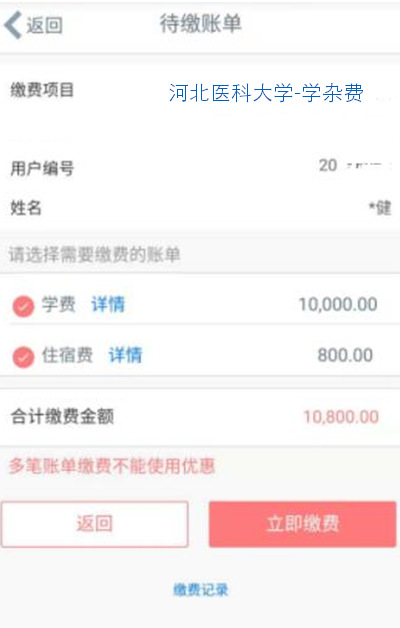 返回
待缴账单
缴费项目
河北医科大学-学杂费
用户编号
20
姓名
*健
请选择需要缴费的账单
学费 详情 10,000.00
住宿费 详情 800.00
合计缴费金额 10,800.00
多笔账单缴费不能使用优惠
返回
立即缴费
缴费记录